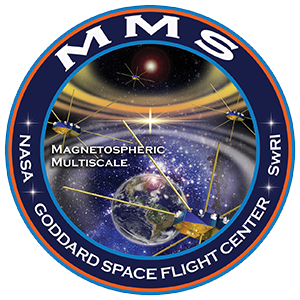 MMS
MAGNETOSPHERIC
MULTISCALE
NASA
GODDARD SPACE FLIGHT CENTER
SwRI